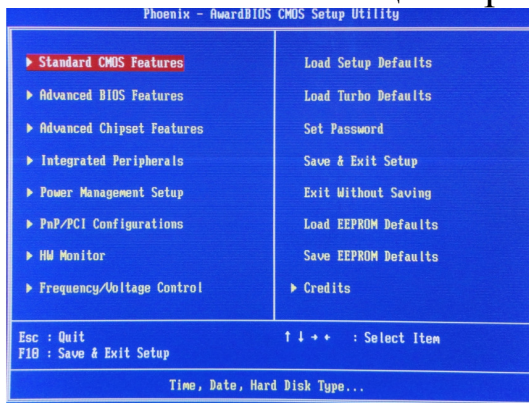 Phoenix - AwardBIOS CMOS Setup Utility
▶ Standard CMOS Features
▶ Advanced BIOS Features
▶ Advanced Chipset Features
▶ Integrated Peripherals
▶ Power Management Setup
▶ PnP/PCI Configurations
▶ HW Monitor
▶ Frequency/Voltage Control
Load Setup Defaults
Load Turbo Defaults
Set Password
Save & Exit Setup
Exit Without Saving
Load EEPROM Defaults
Save EEPROM Defaults
▶ Credits
Esc : Quit
F10 : Save & Exit Setup
↑ ↓ → ← : Select Item
Time, Date, Hard Disk Type...